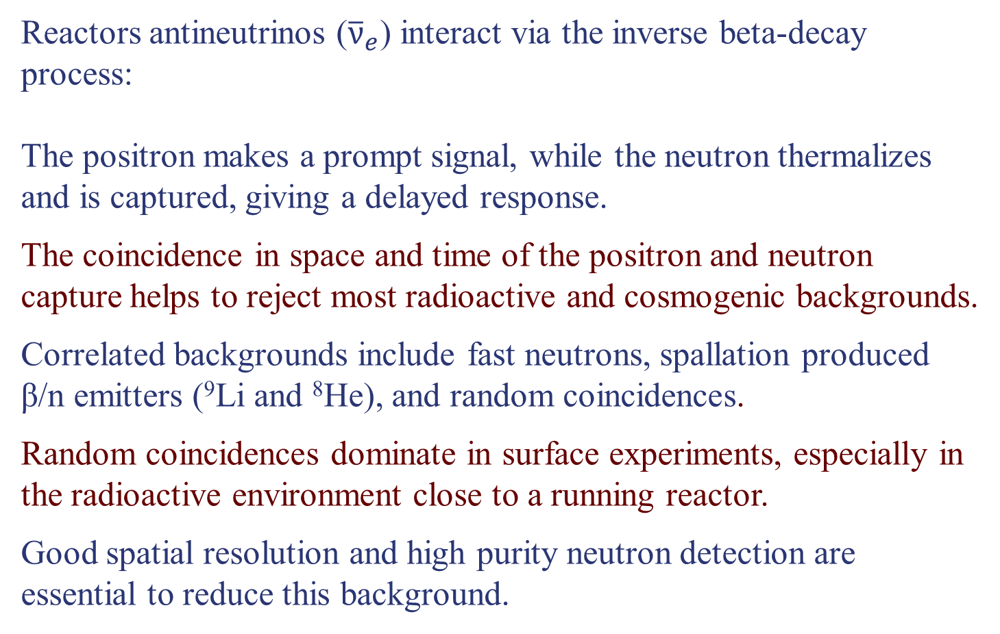 Reactors antineutrinos (ν̅ₑ) interact via the inverse beta-decay
process:
The positron makes a prompt signal, while the neutron thermalizes
and is captured, giving a delayed response.
The coincidence in space and time of the positron and neutron
capture helps to reject most radioactive and cosmogenic backgrounds.
Correlated backgrounds include fast neutrons, spallation produced
β/n emitters (⁹Li and ⁸He), and random coincidences.
Random coincidences dominate in surface experiments, especially in
the radioactive environment close to a running reactor.
Good spatial resolution and high purity neutron detection are
essential to reduce this background.